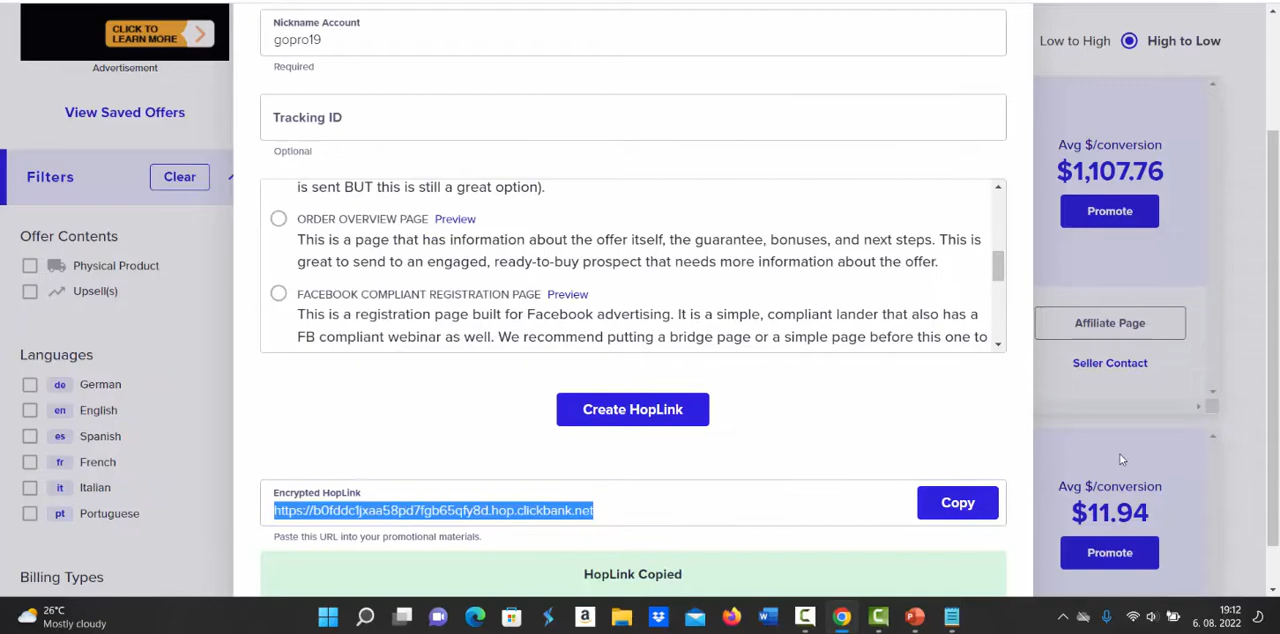 CLICK TO
LEARN MORE
Advertisement
View Saved Offers
Filters
Clear
Offer Contents
Physical Product
Upsell(s)
Languages
de German
en English
es Spanish
fr French
it Italian
pt Portuguese
Billing Types
Nickname Account
gopro19
Required
Tracking ID
Optional
is sent BUT this is still a great option).
ORDER OVERVIEW PAGE Preview
This is a page that has information about the offer itself, the guarantee, bonuses, and next steps. This is
great to send to an engaged, ready-to-buy prospect that needs more information about the offer.
FACEBOOK COMPLIANT REGISTRATION PAGE Preview
This is a registration page built for Facebook advertising. It is a simple, compliant lander that also has a
FB compliant webinar as well. We recommend putting a bridge page or a simple page before this one to
Create HopLink
Encrypted HopLink
https://b0fddc1jxaa58pd7fgb65qfy8d.hop.clickbank.net
Copy
Paste this URL into your promotional materials.
HopLink Copied
Low to High
High to Low
Avg $/conversion
$1,107.76
Promote
Affiliate Page
Seller Contact
Avg $/conversion
$11.94
Promote
26°C
Mostly cloudy
19:12
6. 08. 2022